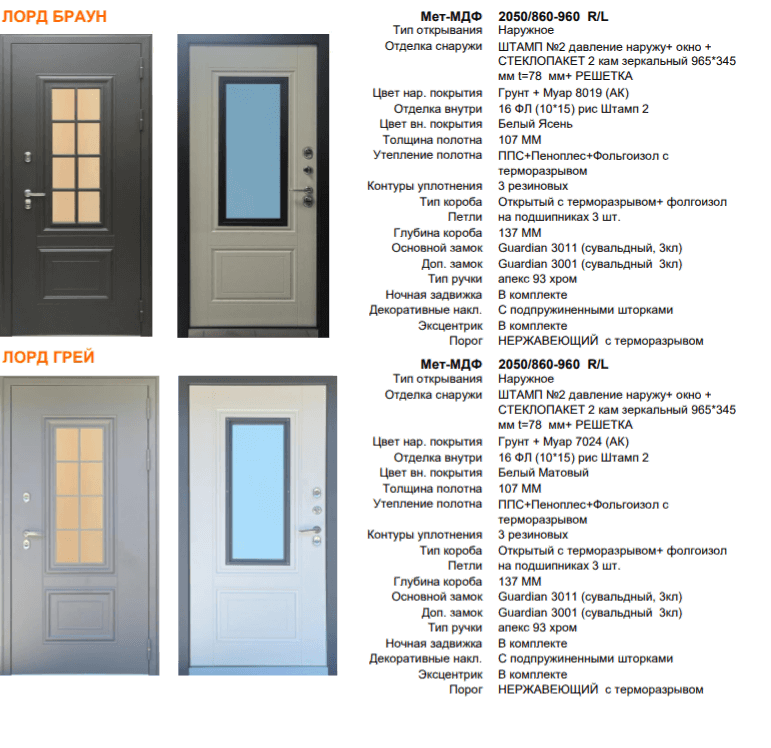 ЛОРД БРАУН
Мет-МДФ 2050/860-960 R/L
Тип открывания Наружное
Отделка снаружи ШТАМП №2 давление наружу+ окно +
СТЕКЛОПАКЕТ 2 кам зеркальный 965*345
мм t=78 мм+ РЕШЕТКА
Цвет нар. покрытия Грунт + Муар 8019 (АК)
Отделка внутри 16 ФЛ (10*15) рис Штамп 2
Цвет вн. покрытия Белый Ясень
Толщина полотна 107 ММ
Утепление полотна ППС+Пеноплес+Фольгоизол с
терморазрывом
Контуры уплотнения 3 резиновых
Тип короба Открытый с терморазрывом+ фолгоизол
Петли на подшипниках 3 шт.
Глубина короба 137 ММ
Основной замок Guardian 3011 (сувальдный, 3кл)
Доп. замок Guardian 3001 (сувальдный 3кл)
Тип ручки апекс 93 хром
Ночная задвижка В комплекте
Декоративные накл. С подпружиненными шторками
Эксцентрик В комплекте
Порог НЕРЖАВЕЮЩИЙ с терморазрывом
ЛОРД ГРЕЙ
Мет-МДФ 2050/860-960 R/L
Тип открывания Наружное
Отделка снаружи ШТАМП №2 давление наружу+ окно +
СТЕКЛОПАКЕТ 2 кам зеркальный 965*345
мм t=78 мм+ РЕШЕТКА
Цвет нар. покрытия Грунт + Муар 7024 (АК)
Отделка внутри 16 ФЛ (10*15) рис Штамп 2
Цвет вн. покрытия Белый Матовый
Толщина полотна 107 ММ
Утепление полотна ППС+Пеноплес+Фольгоизол с
терморазрывом
Контуры уплотнения 3 резиновых
Тип короба Открытый с терморазрывом+ фолгоизол
Петли на подшипниках 3 шт.
Глубина короба 137 ММ
Основной замок Guardian 3011 (сувальдный, 3кл)
Доп. замок Guardian 3001 (сувальдный 3кл)
Тип ручки апекс 93 хром
Ночная задвижка В комплекте
Декоративные накл. С подпружиненными шторками
Эксцентрик В комплекте
Порог НЕРЖАВЕЮЩИЙ с терморазрывом